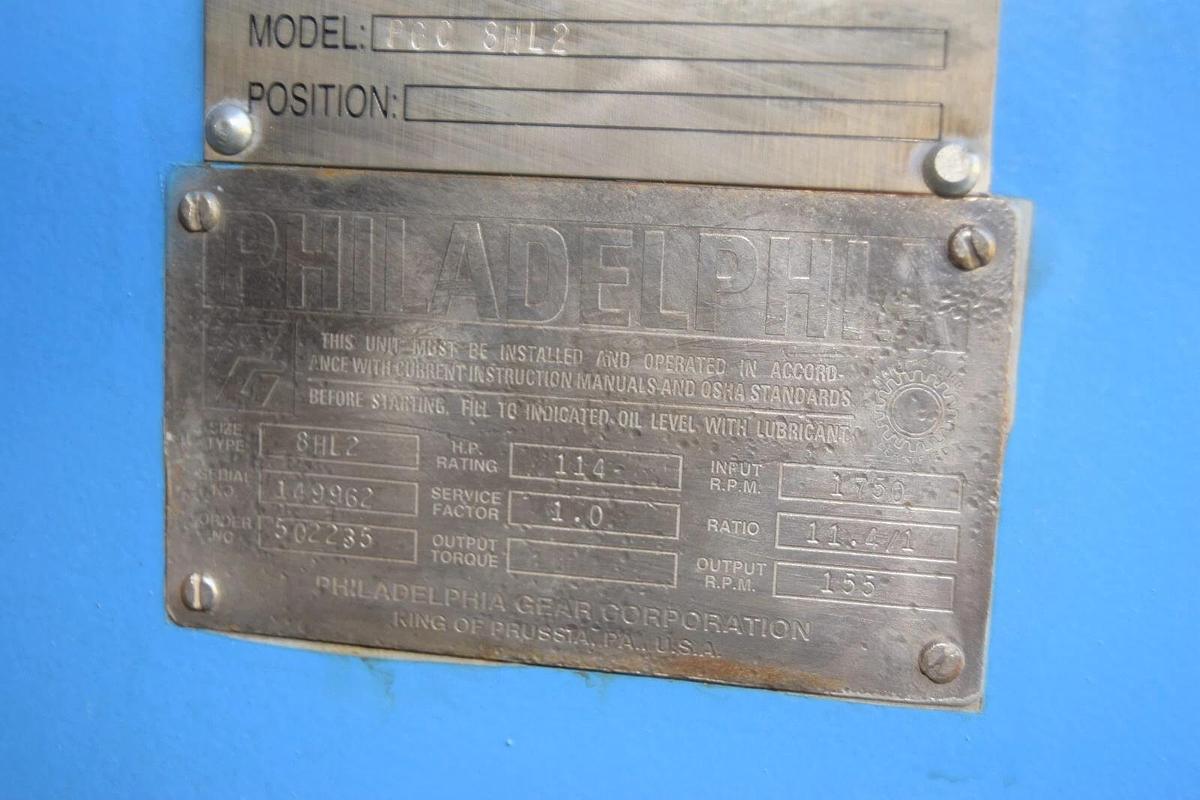 MODEL: PGC 8HL2
POSITION:
PHILADELPHIA
THIS UNIT MUST BE INSTALLED AND OPERATED IN ACCORD-
ANCE WITH CURRENT INSTRUCTION MANUALS AND OSHA STANDARDS
BEFORE STARTING, FILL TO INDICATED OIL LEVEL WITH LUBRICANT
SIZE TYPE 8HL2 H.P. RATING 114 INPUT R.P.M. 1750
SERIAL NO. 149962 SERVICE FACTOR 1.0 RATIO 11.4/1
ORDER NO 502235 OUTPUT TORQUE OUTPUT R.P.M. 155
PHILADELPHIA GEAR CORPORATION
KING OF PRUSSIA, PA., U.S.A.